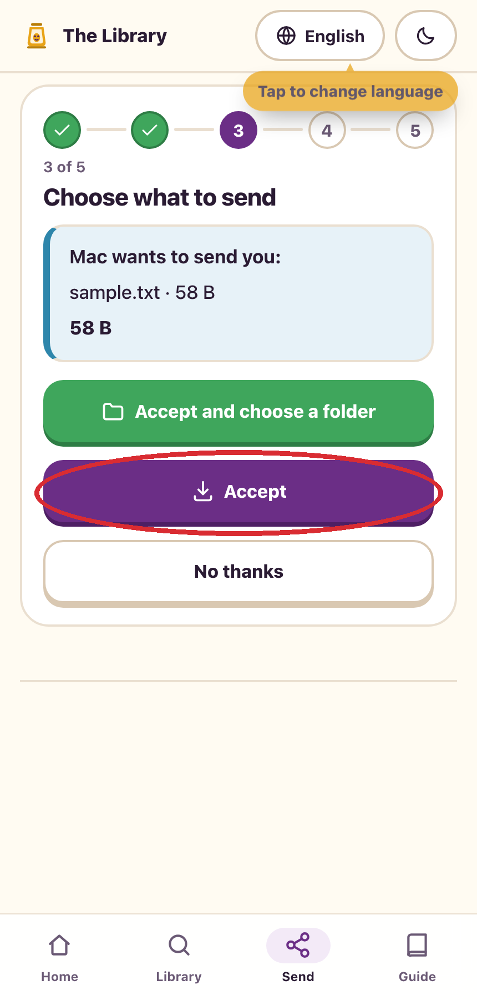 The Library
English
Tap to change language
3
4
5
3 of 5
Choose what to send
Mac wants to send you:
sample.txt · 58 B
58 B
Accept and choose a folder
Accept
No thanks
Home
Library
Send
Guide